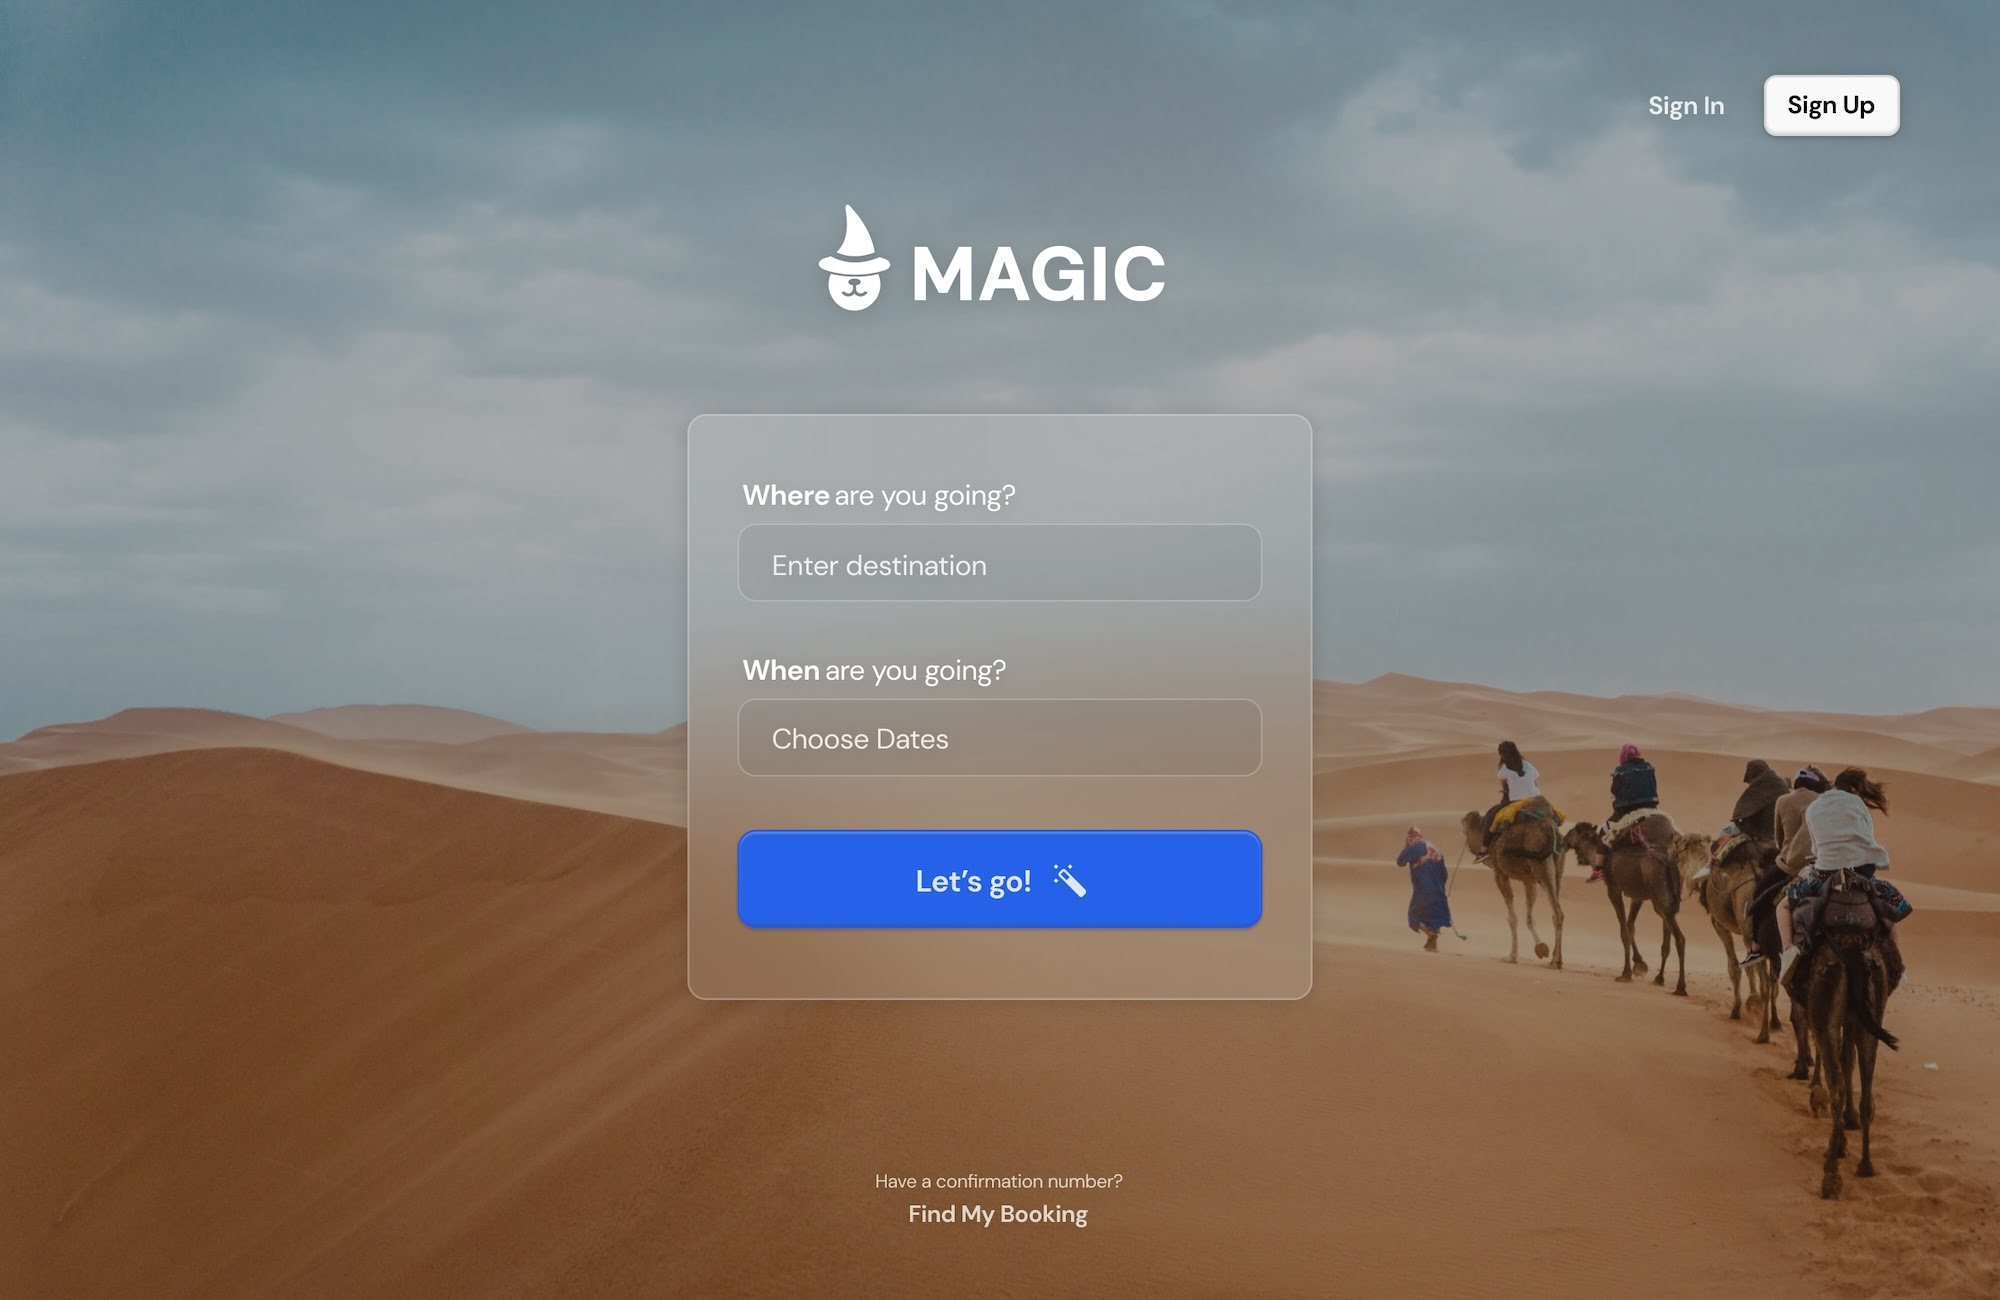 Sign In
Sign Up
MAGIC
Where are you going?
Enter destination
When are you going?
Choose Dates
Let’s go!
Have a confirmation number?
Find My Booking